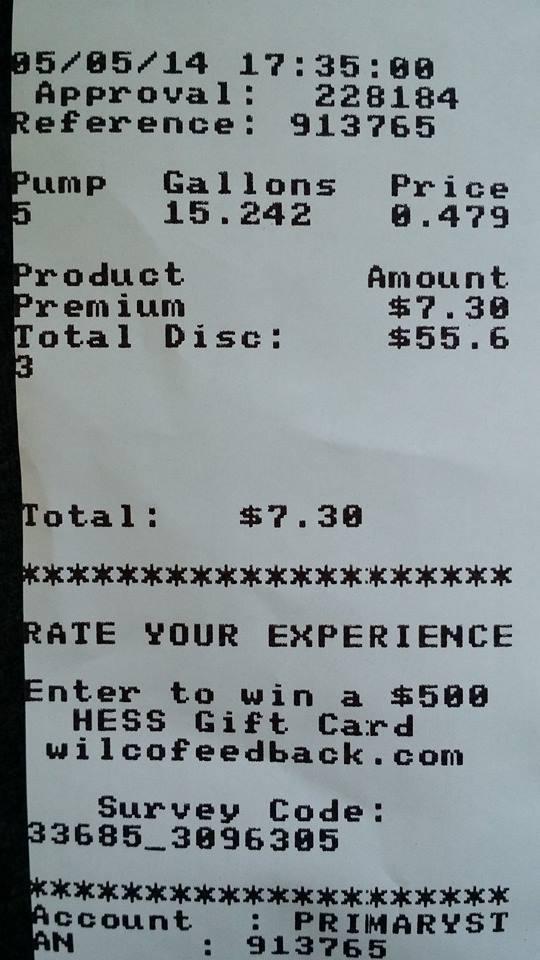 05/05/14 17:35:00
Approval: 228184
Reference: 913765
Pump Gallons Price
5 15.242 0.479
Product Amount
Premium $7.30
Total Disc: $55.6
3
Total: $7.30
********************
RATE YOUR EXPERIENCE
Enter to win a $500
HESS Gift Card
wilcofeedback.com
Survey Code:
33685_3096305
********************
Account : PRIMARYST
AN : 913765